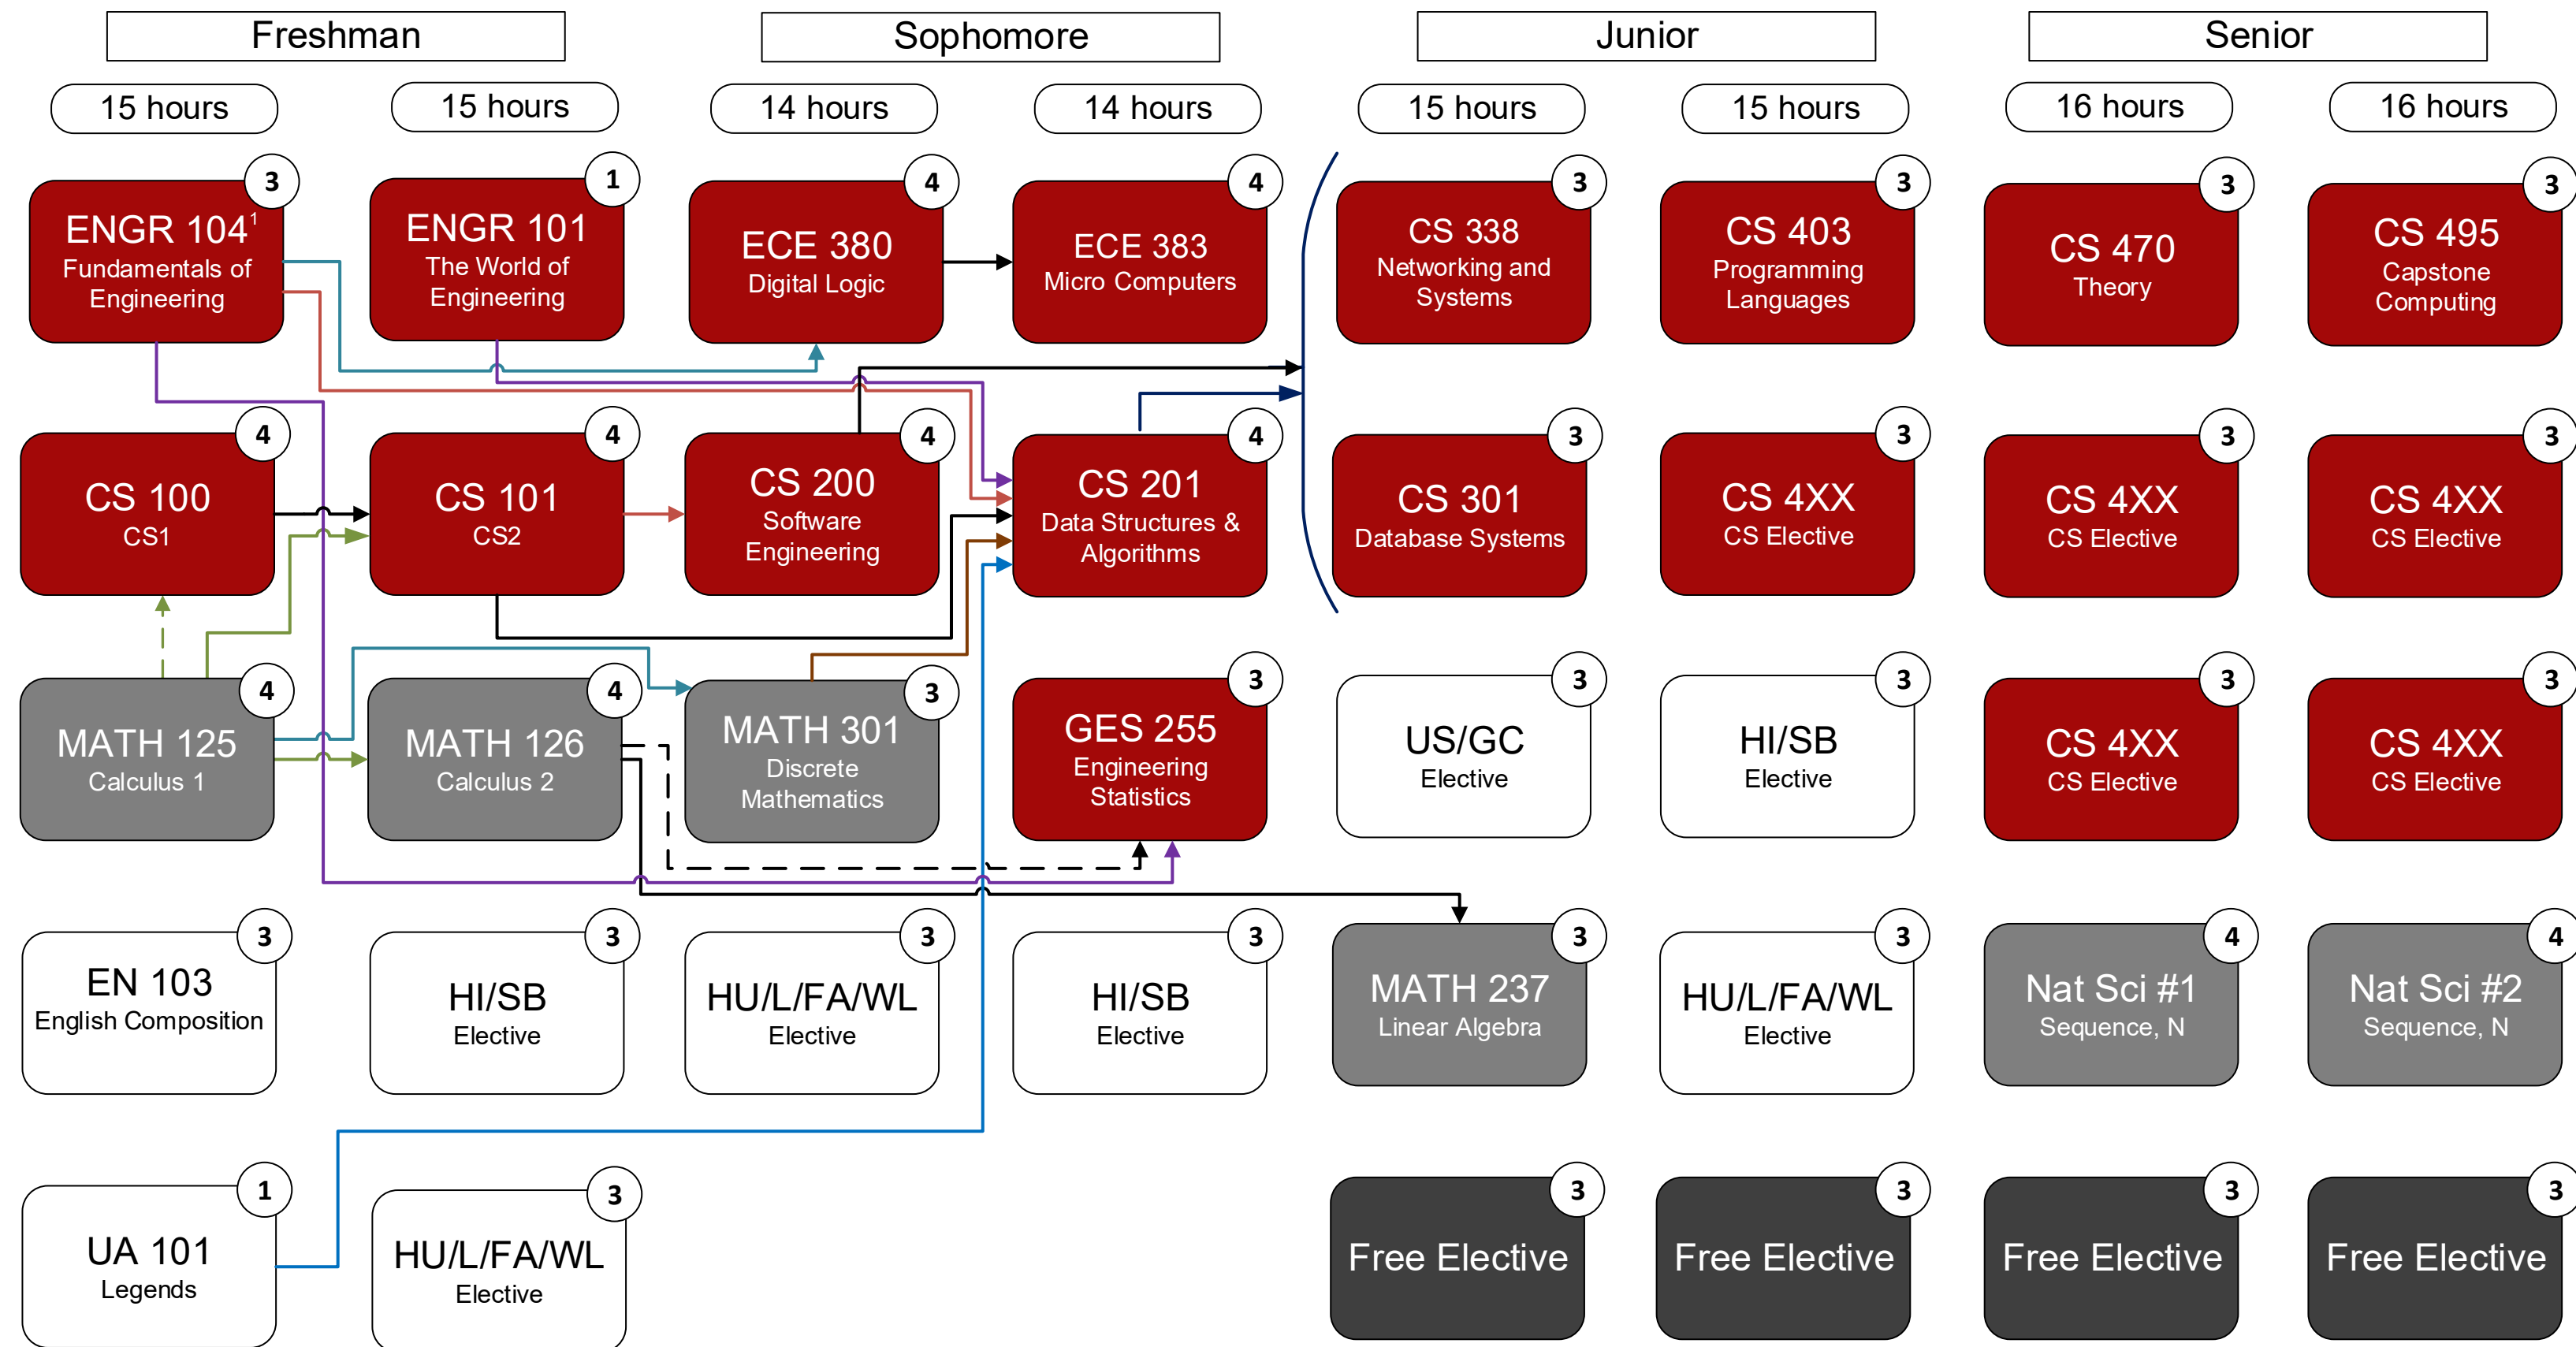 Freshman
Sophomore
Junior
Senior
15 hours
15 hours
14 hours
14 hours
15 hours
15 hours
16 hours
16 hours
3
ENGR 104¹
Fundamentals of
Engineering
1
ENGR 101
The World of
Engineering
4
ECE 380
Digital Logic
4
ECE 383
Micro Computers
3
CS 338
Networking and
Systems
3
CS 403
Programming
Languages
3
CS 470
Theory
3
CS 495
Capstone
Computing
4
CS 100
CS1
4
CS 101
CS2
4
CS 200
Software
Engineering
4
CS 201
Data Structures &
Algorithms
3
CS 301
Database Systems
3
CS 4XX
CS Elective
3
CS 4XX
CS Elective
3
CS 4XX
CS Elective
4
MATH 125
Calculus 1
4
MATH 126
Calculus 2
3
MATH 301
Discrete
Mathematics
3
GES 255
Engineering
Statistics
3
US/GC
Elective
3
HI/SB
Elective
3
CS 4XX
CS Elective
3
CS 4XX
CS Elective
3
EN 103
English Composition
3
HI/SB
Elective
3
HU/L/FA/WL
Elective
3
HI/SB
Elective
3
MATH 237
Linear Algebra
3
HU/L/FA/WL
Elective
4
Nat Sci #1
Sequence, N
4
Nat Sci #2
Sequence, N
1
UA 101
Legends
3
HU/L/FA/WL
Elective
3
Free Elective
3
Free Elective
3
Free Elective
3
Free Elective